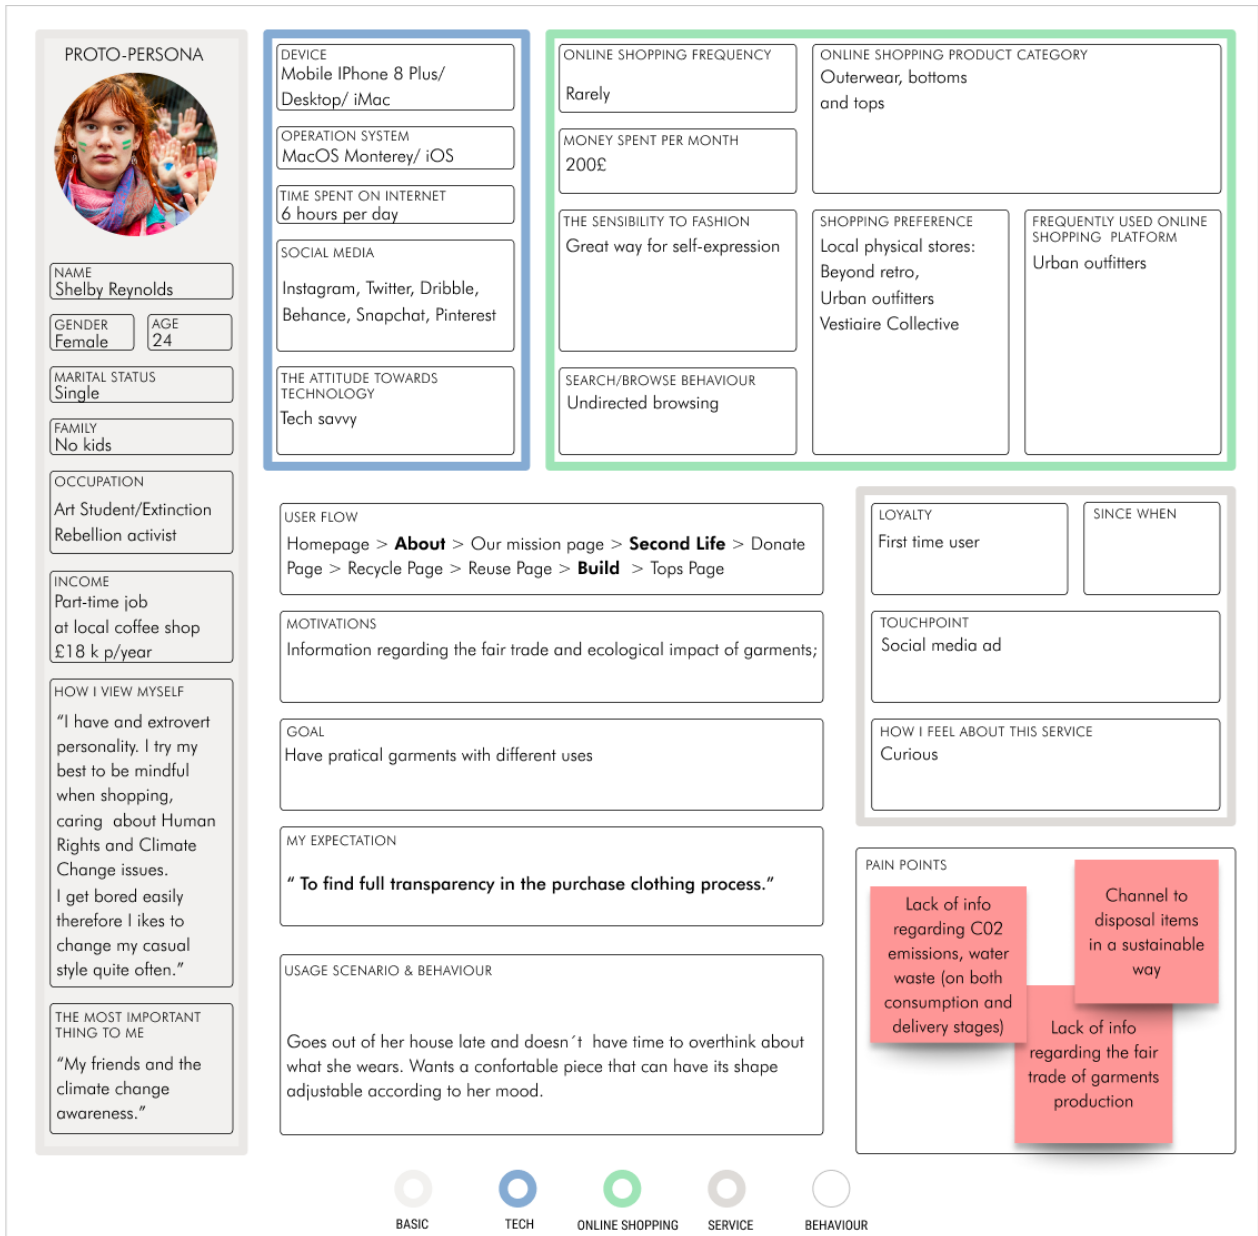 PROTO-PERSONA
NAME
Shelby Reynolds
GENDER
Female
AGE
24
MARITAL STATUS
Single
FAMILY
No kids
OCCUPATION
Art Student/Extinction
Rebellion activist
INCOME
Part-time job
at local coffee shop
£18 k p/year
HOW I VIEW MYSELF
“I have and extrovert
personality. I try my
best to be mindful
when shopping,
caring about Human
Rights and Climate
Change issues.
I get bored easily
therefore I likes to
change my casual
style quite often.”
THE MOST IMPORTANT
THING TO ME
“My friends and the
climate change
awareness.”
DEVICE
Mobile IPhone 8 Plus/
Desktop/ iMac
OPERATION SYSTEM
MacOS Monterey/ iOS
TIME SPENT ON INTERNET
6 hours per day
SOCIAL MEDIA
Instagram, Twitter, Dribble,
Behance, Snapchat, Pinterest
THE ATTITUDE TOWARDS
TECHNOLOGY
Tech savvy
ONLINE SHOPPING FREQUENCY
Rarely
MONEY SPENT PER MONTH
200£
THE SENSIBILITY TO FASHION
Great way for self-expression
SEARCH/BROWSE BEHAVIOUR
Undirected browsing
ONLINE SHOPPING PRODUCT CATEGORY
Outerwear, bottoms
and tops
SHOPPING PREFERENCE
Local physical stores:
Beyond retro,
Urban outfitters
Vestiaire Collective
FREQUENTLY USED ONLINE
SHOPPING PLATFORM
Urban outfitters
USER FLOW
Homepage > About > Our mission page > Second Life > Donate
Page > Recycle Page > Reuse Page > Build > Tops Page
MOTIVATIONS
Information regarding the fair trade and ecological impact of garments;
GOAL
Have pratical garments with different uses
MY EXPECTATION
“ To find full transparency in the purchase clothing process.”
USAGE SCENARIO & BEHAVIOUR
Goes out of her house late and doesn´t have time to overthink about
what she wears. Wants a confortable piece that can have its shape
adjustable according to her mood.
LOYALTY
First time user
SINCE WHEN
TOUCHPOINT
Social media ad
HOW I FEEL ABOUT THIS SERVICE
Curious
PAIN POINTS
Lack of info
regarding C02
emissions, water
waste (on both
consumption and
delivery stages)
Channel to
disposal items
in a sustainable
way
Lack of info
regarding the fair
trade of garments
production
BASIC
TECH
ONLINE SHOPPING
SERVICE
BEHAVIOUR